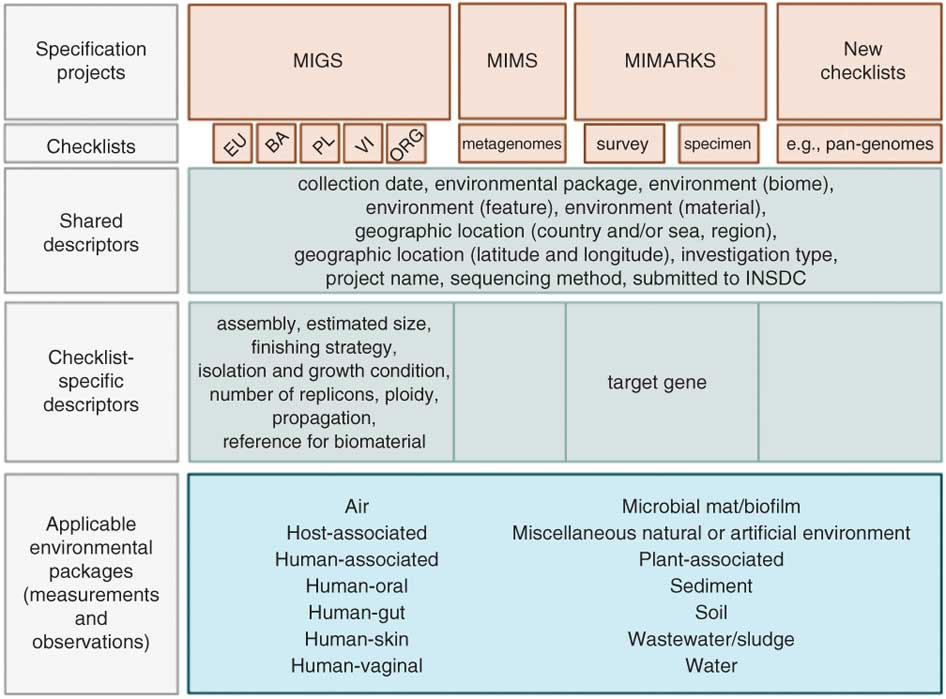 Specification
projects
MIGS
MIMS
MIMARKS
New
checklists
Checklists
EU
BA
PL
VI
ORG
metagenomes
survey
specimen
e.g., pan-genomes
Shared
descriptors
collection date, environmental package, environment (biome),
environment (feature), environment (material),
geographic location (country and/or sea, region),
geographic location (latitude and longitude), investigation type,
project name, sequencing method, submitted to INSDC
Checklist-
specific
descriptors
assembly, estimated size,
finishing strategy,
isolation and growth condition,
number of replicons, ploidy,
propagation,
reference for biomaterial
target gene
Applicable
environmental
packages
(measurements
and
observations)
Air
Host-associated
Human-associated
Human-oral
Human-gut
Human-skin
Human-vaginal
Microbial mat/biofilm
Miscellaneous natural or artificial environment
Plant-associated
Sediment
Soil
Wastewater/sludge
Water